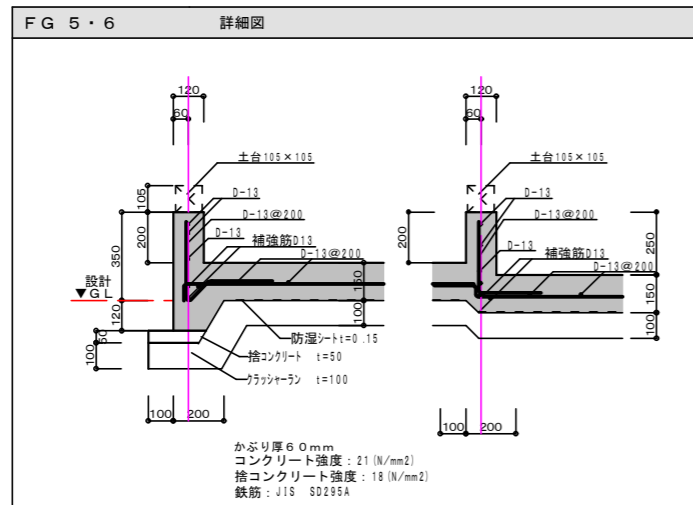 FG 5・6 詳細図
120
60
土台105×105
105
D-13
D-13@200
350
200
D-13
補強筋D13
D-13@200
設計
▼GL
150
100
120
50
100
防湿シートt=0.15
捨コンクリート t=50
クラッシャーラン t=100
100
200
120
60
土台105×105
D-13
D-13@200
200
D-13
補強筋D13
D-13@200
250
150
100
100
200
かぶり厚60mm
コンクリート強度：21(N/mm2)
捨コンクリート強度：18(N/mm2)
鉄筋：JIS SD295A